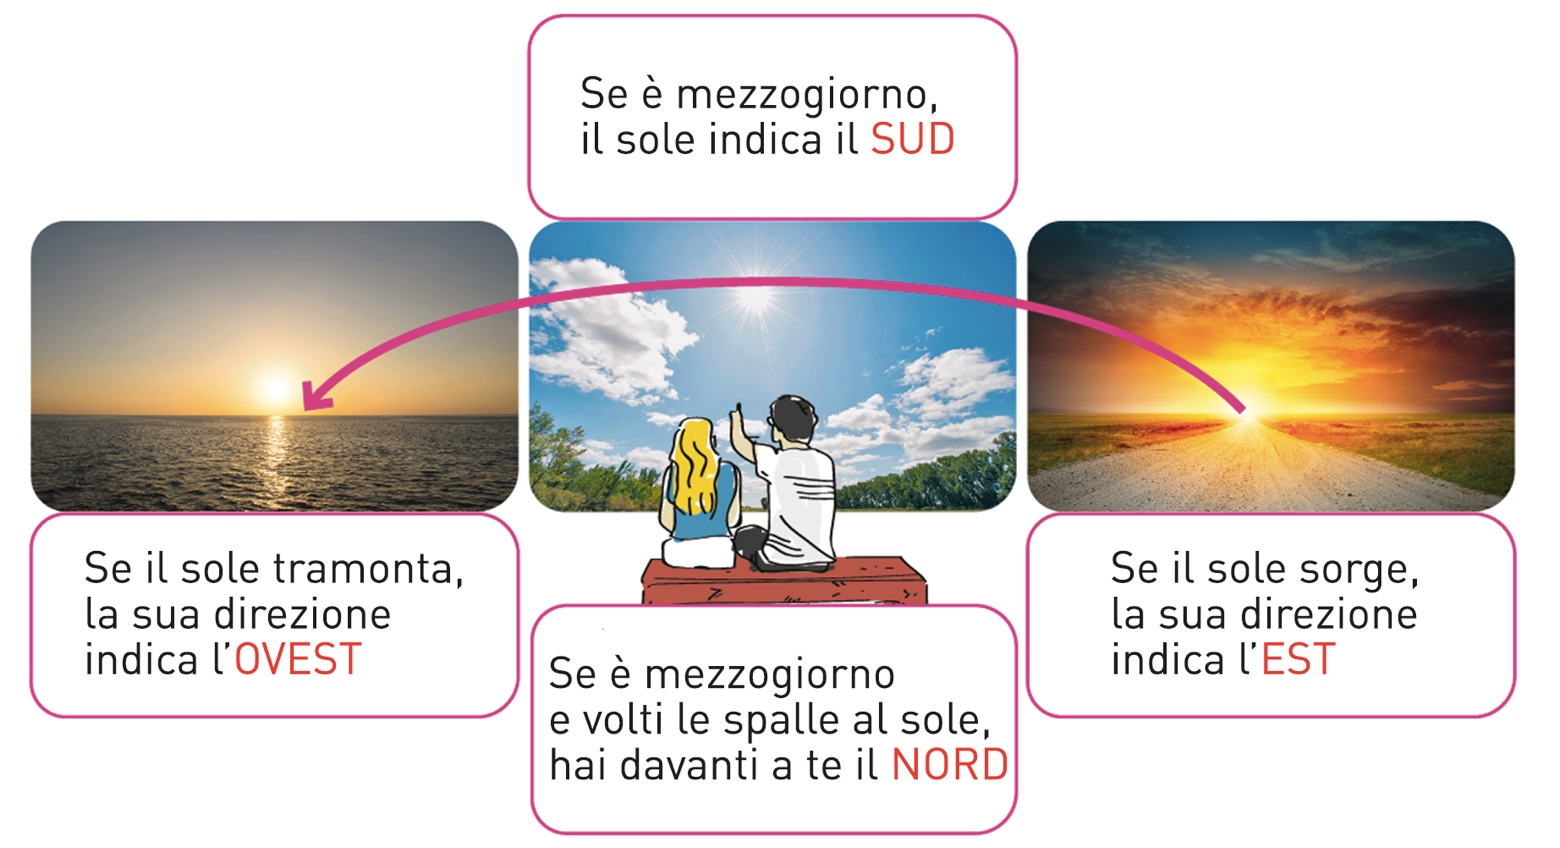 Se è mezzogiorno,
il sole indica il SUD
Se il sole tramonta,
la sua direzione
indica l'OVEST
Se è mezzogiorno
e volti le spalle al sole,
hai davanti a te il NORD
Se il sole sorge,
la sua direzione
indica l'EST